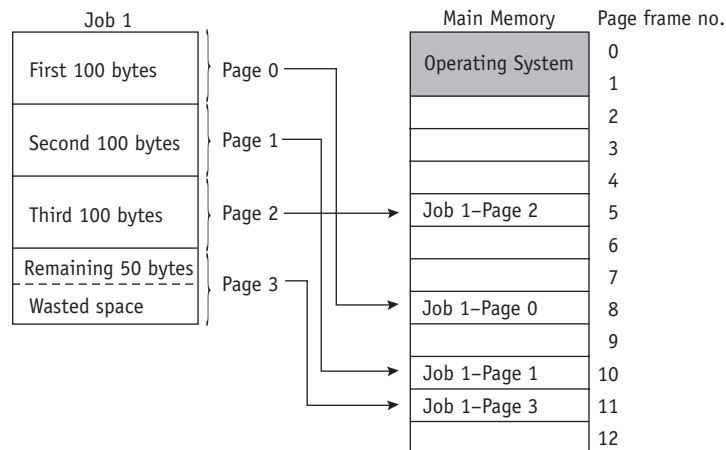 Job 1
First 100 bytes
Second 100 bytes
Third 100 bytes
Remaining 50 bytes
Wasted space
Page 0
Page 1
Page 2
Page 3
Main Memory
Page frame no.
Operating System
0
1
2
3
4
Job 1–Page 2
5
6
7
Job 1–Page 0
8
9
Job 1–Page 1
10
Job 1–Page 3
11
12